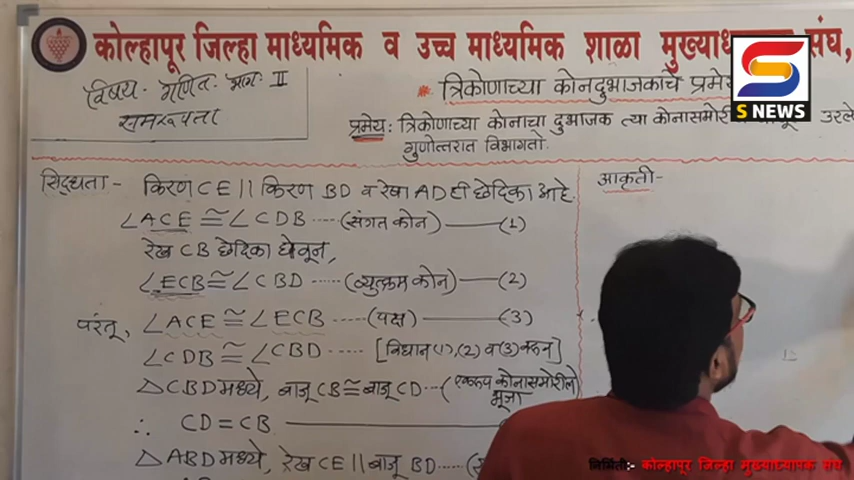 कोल्हापूर जिल्हा माध्यमिक व उच्च माध्यमिक शाळा मुख्याध्यापक संघ,
S NEWS
विषय - गणित - भाग - II
समरूपता
* त्रिकोणाच्या कोनदुभाजकाचे प्रमेय
प्रमेय : त्रिकोणाच्या कोनाचा दुभाजक त्या कोनासमोरील उरले
गुणोत्तरात विभागतो.
सिद्धता - किरण CE || किरण BD व रेषा AD ही छेदिका आहे.
∠ACE ≅ ∠CDB ..... (संगत कोन) —— (1)
रेख CB छेदिका घेवून,
∠ECB ≅ ∠CBD ..... (व्युत्क्रम कोन) —— (2)
परंतू, ∠ACE ≅ ∠ECB ..... (पक्ष) —— (3)
∠CDB ≅ ∠CBD ..... [विधान (1), (2) व (3) वरून]
△CBD मध्ये, बाजू CB ≅ बाजू CD ... (एकरूप कोनासमोरील भूजा
∴ CD = CB ——
△ABD मध्ये, रेख CE || बाजू BD .....
आकृती -
निर्मिती:- कोल्हापूर जिल्हा मुख्याध्यापक संघ